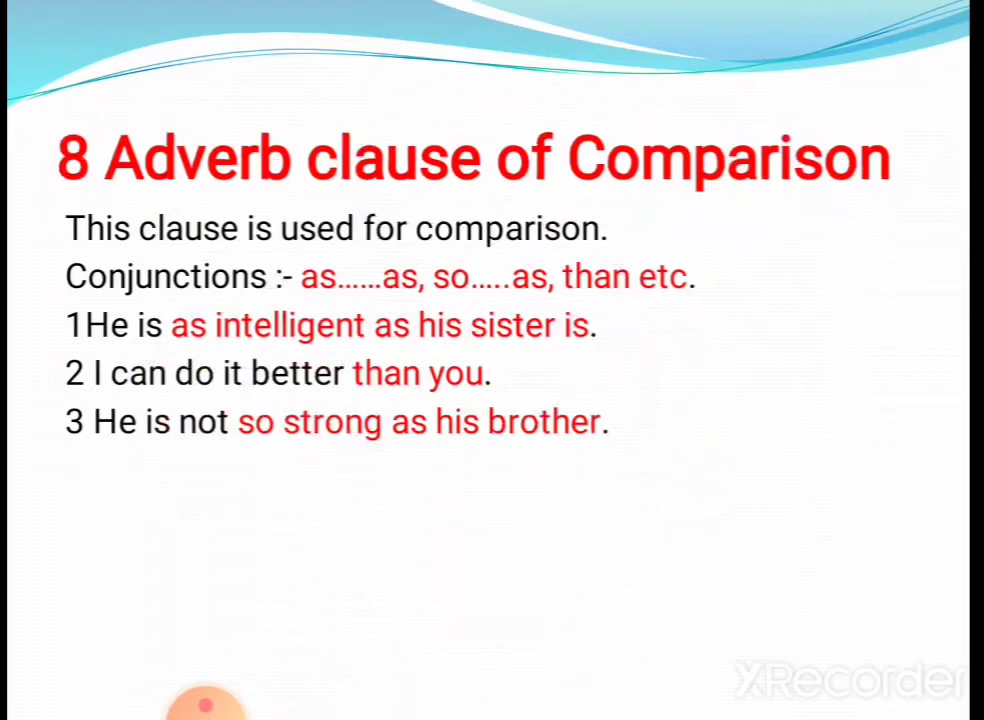 8 Adverb clause of Comparison
This clause is used for comparison.
Conjunctions :- as......as, so.....as, than etc.
1He is as intelligent as his sister is.
2 I can do it better than you.
3 He is not so strong as his brother.
XRecorder